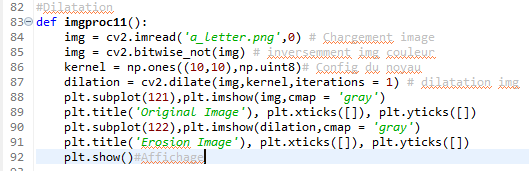 82 #Dilatation
83 def imgproc11():
84 img = cv2.imread('a_letter.png',0) # Chargement image
85 img = cv2.bitwise_not(img) # inversemment img couleur
86 kernel = np.ones((10,10),np.uint8)# Config du noyau
87 dilation = cv2.dilate(img,kernel,iterations = 1) # dilatation img
88 plt.subplot(121),plt.imshow(img,cmap = 'gray')
89 plt.title('Original Image'), plt.xticks([]), plt.yticks([])
90 plt.subplot(122),plt.imshow(dilation,cmap = 'gray')
91 plt.title('Erosion Image'), plt.xticks([]), plt.yticks([])
92 plt.show()#Affichage